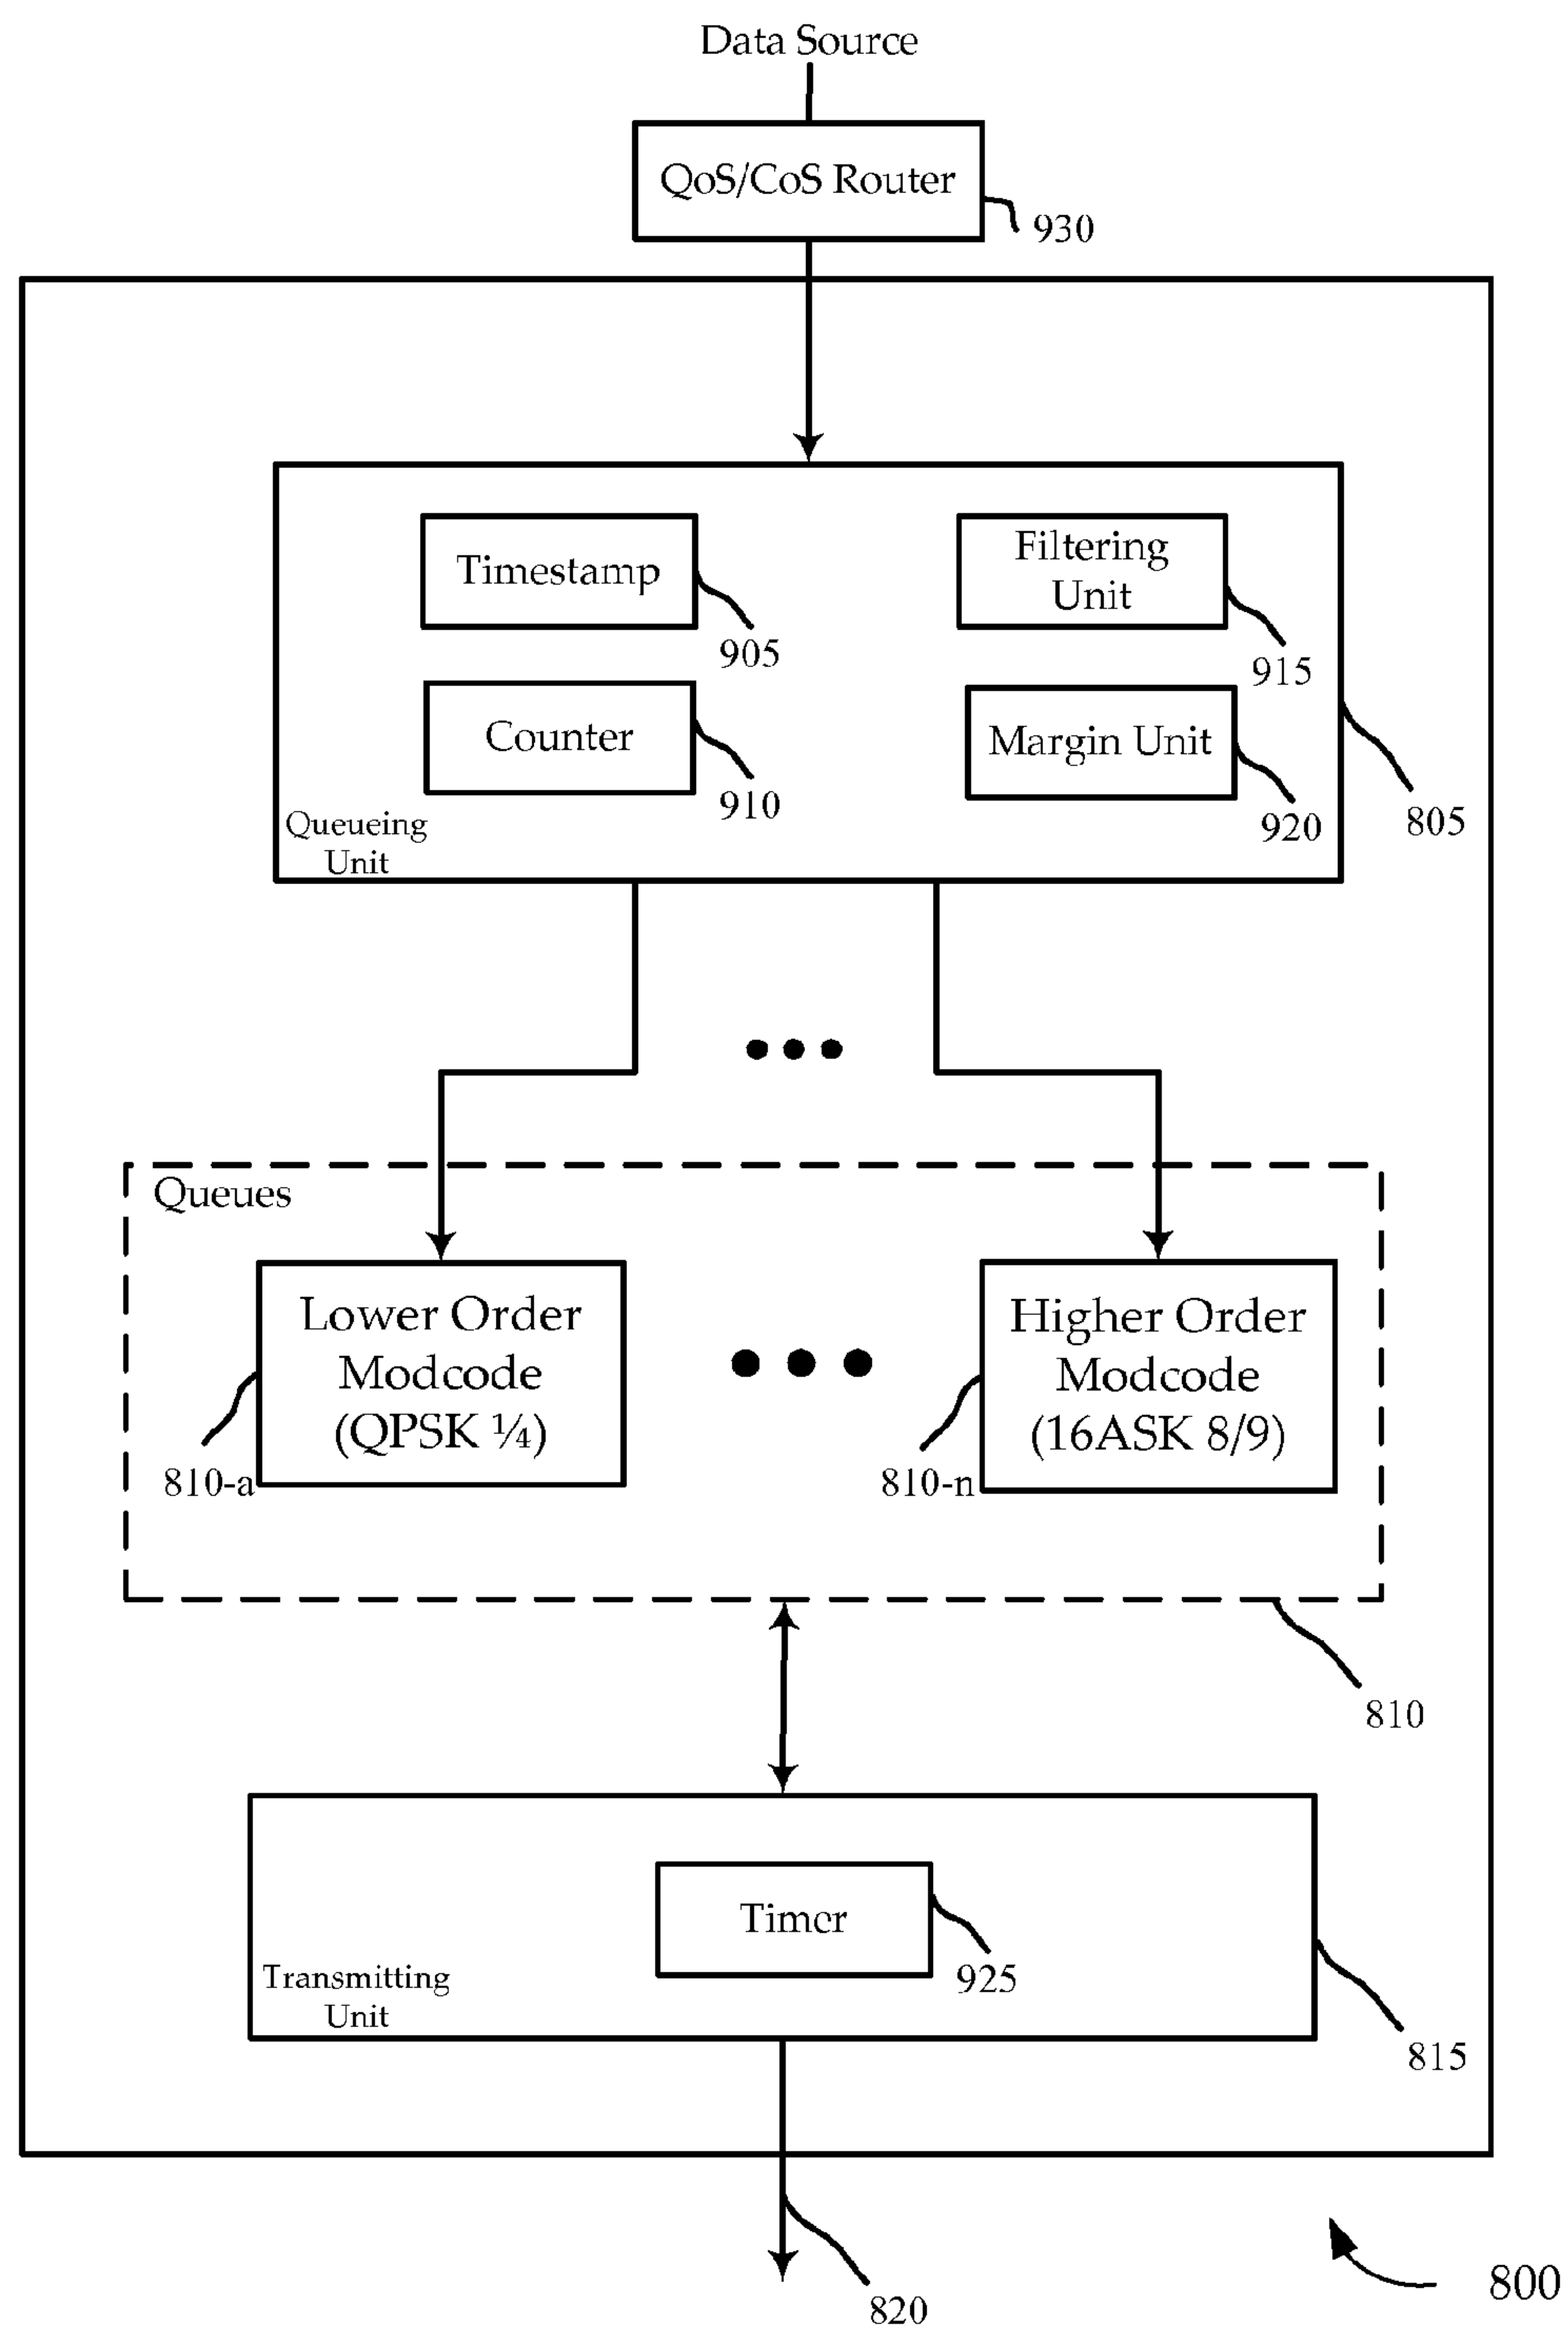 Data Source
QoS/CoS Router
930
Timestamp
905
Filtering
Unit
915
Counter
910
Margin Unit
920
805
Queueing
Unit
Queues
Lower Order
Modcode
(QPSK ¼)
810-a
Higher Order
Modcode
(16ASK 8/9)
810-n
810
Timer
925
Transmitting
Unit
815
820
800